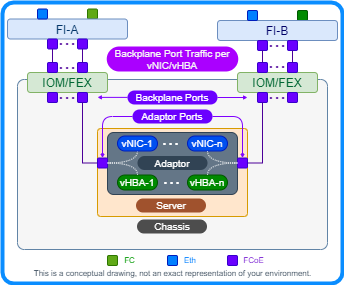 FI-A
FI-B
Backplane Port Traffic per
vNIC/vHBA
IOM/FEX
IOM/FEX
Backplane Ports
Adaptor Ports
vNIC-1
vNIC-n
Adaptor
vHBA-1
vHBA-n
Server
Chassis
FC
Eth
FCoE
This is a conceptual drawing, not an exact representation of your environment.